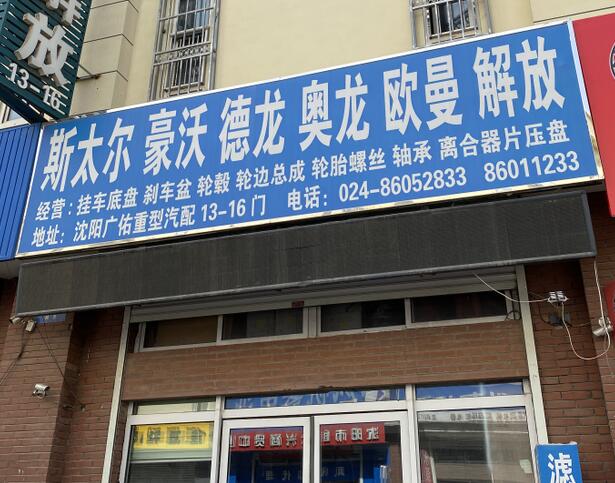 解放
13-16
斯太尔 豪沃 德龙 奥龙 欧曼 解放
经营：挂车底盘 刹车盆 轮毂 轮边总成 轮胎螺丝 轴承 离合器片压盘
地址：沈阳广佑重型汽配 13-16 门 电话：024-86052833 86011233
滤